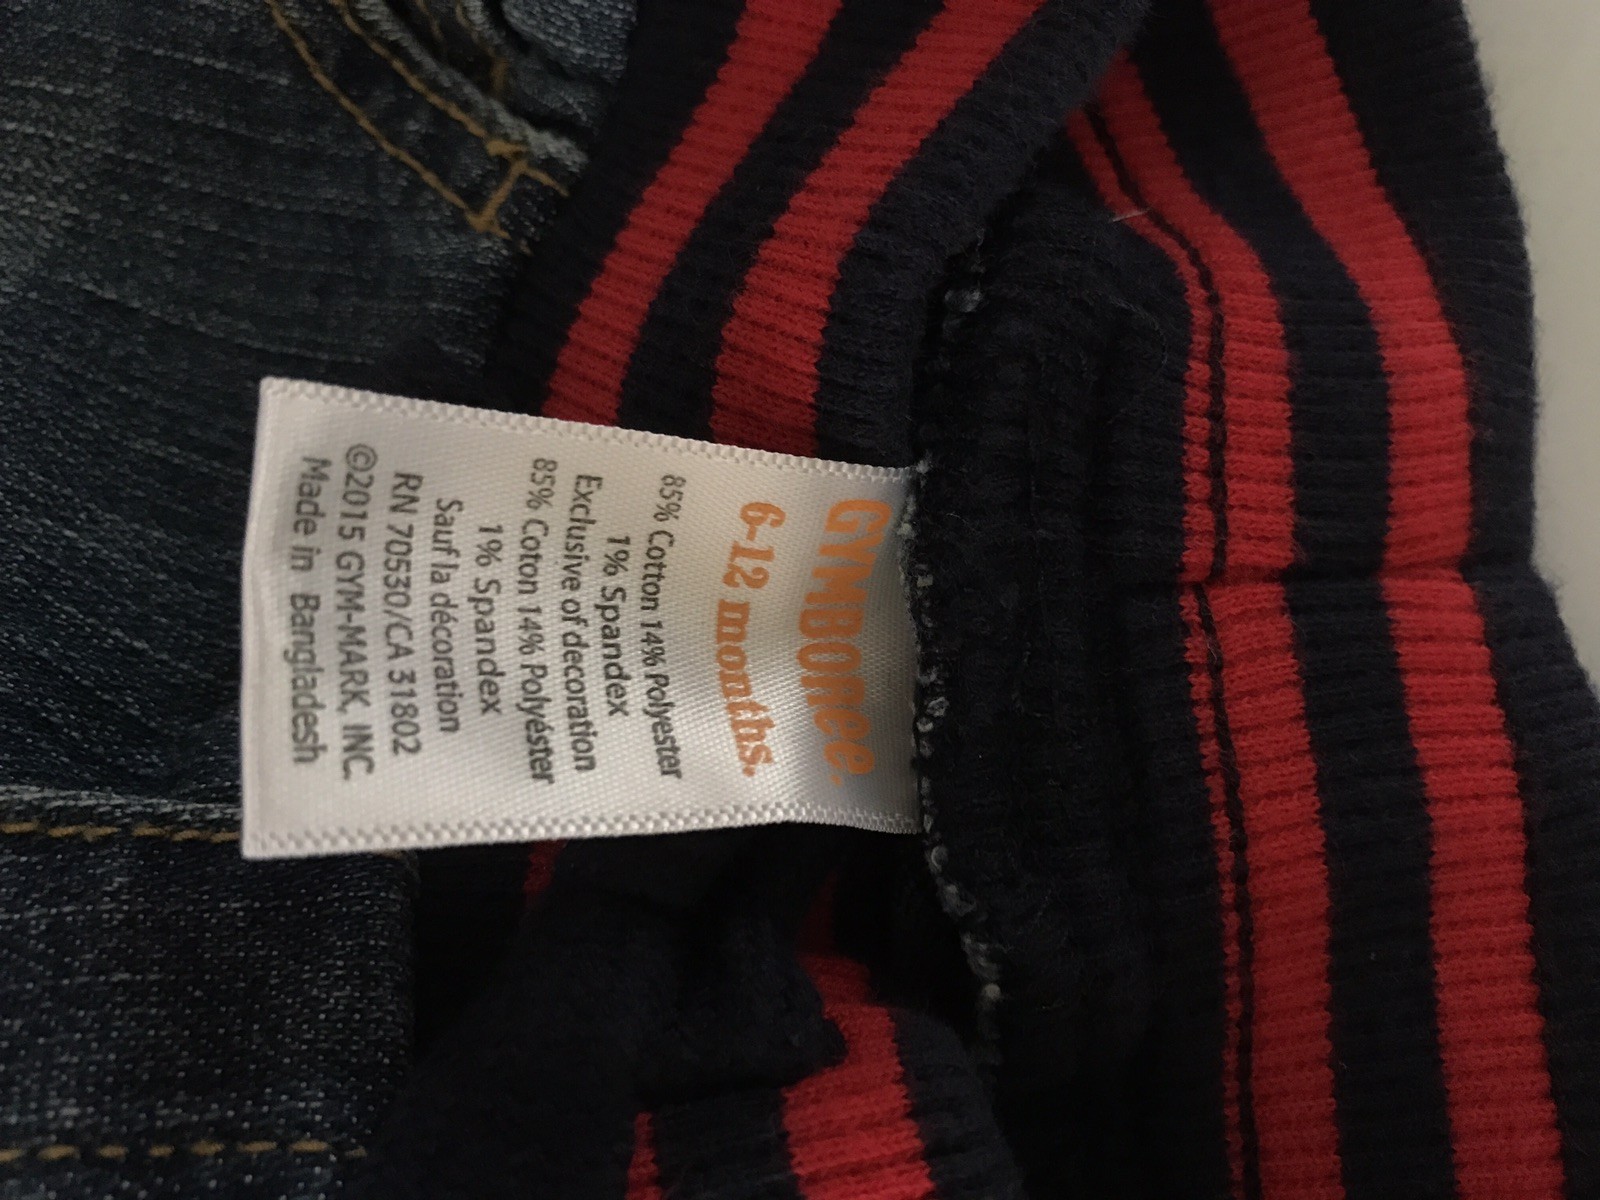 GYMBOREE.
6-12 months.
85% Cotton 14% Polyester
1% Spandex
Exclusive of decoration
85% Coton 14% Polyéster
1% Spandex
Sauf la décoration
RN 70530/CA 31802
©2015 GYM-MARK, INC.
Made in Bangladesh